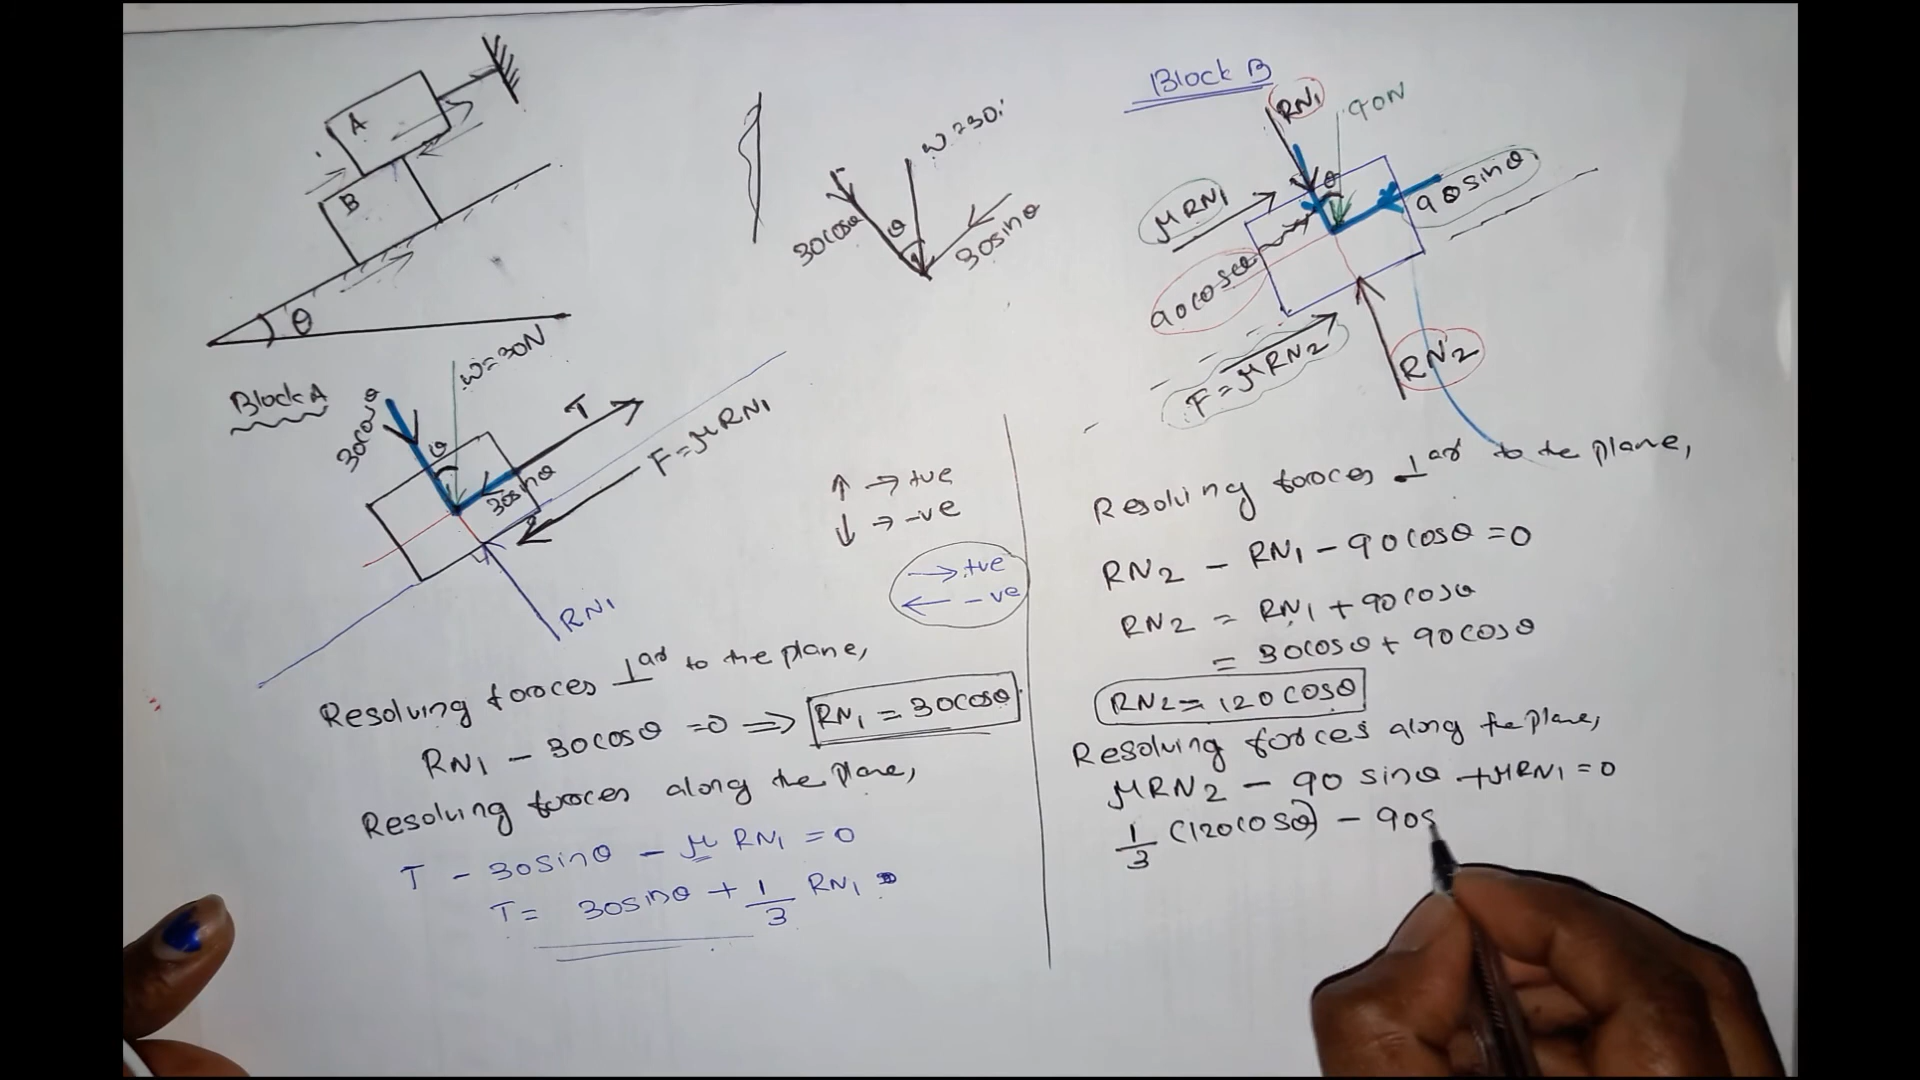 A
B
θ
Block A
W=30N
30cosθ
θ
T
30sinθ
F=μRN1
RN1
W=30
30cosθ
θ
30sinθ
↑ → +ve
↓ → -ve
→ +ve
← -ve
Resolving forces ⊥ar to the plane,
RN1 - 30cosθ =0 => RN1 = 30cosθ
Resolving forces along the plane,
T - 30sinθ - μ RN1 = 0
T = 30sinθ + 1/3 RN1
Block B
RN1
90N
μRN1
θ
90sinθ
90cosθ
F=μRN2
RN2
Resolving forces ⊥ar to the plane,
RN2 - RN1 - 90cosθ =0
RN2 = RN1 + 90cosθ
= 30cosθ + 90cosθ
RN2 = 120cosθ
Resolving forces along the plane,
μRN2 - 90 sinθ + μRN1 = 0
1/3 (120cosθ) - 90s